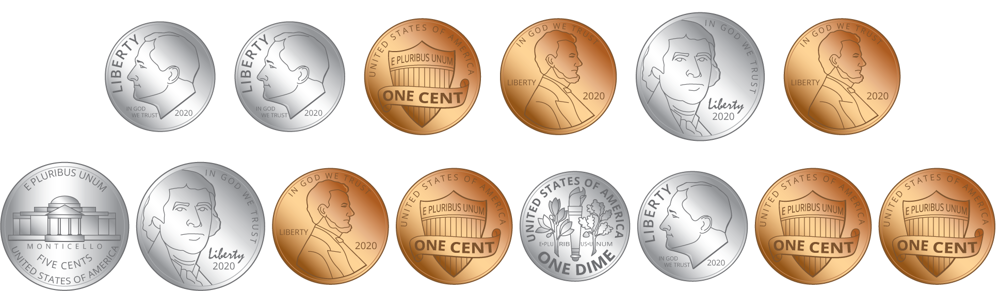 LIBERTY
IN GOD
WE TRUST
2020
LIBERTY
IN GOD
WE TRUST
2020
UNITED STATES OF AMERICA
E PLURIBUS UNUM
ONE CENT
IN GOD WE TRUST
LIBERTY
2020
IN GOD WE TRUST
Liberty
2020
IN GOD WE TRUST
LIBERTY
2020
E PLURIBUS UNUM
MONTICELLO
FIVE CENTS
UNITED STATES OF AMERICA
IN GOD WE TRUST
Liberty
2020
IN GOD WE TRUST
LIBERTY
2020
UNITED STATES OF AMERICA
E PLURIBUS UNUM
ONE CENT
UNITED STATES OF AMERICA
E•PLU RIB US•U NUM
ONE DIME
LIBERTY
IN GOD
WE TRUST
2020
UNITED STATES OF AMERICA
E PLURIBUS UNUM
ONE CENT
UNITED STATES OF AMERICA
E PLURIBUS UNUM
ONE CENT